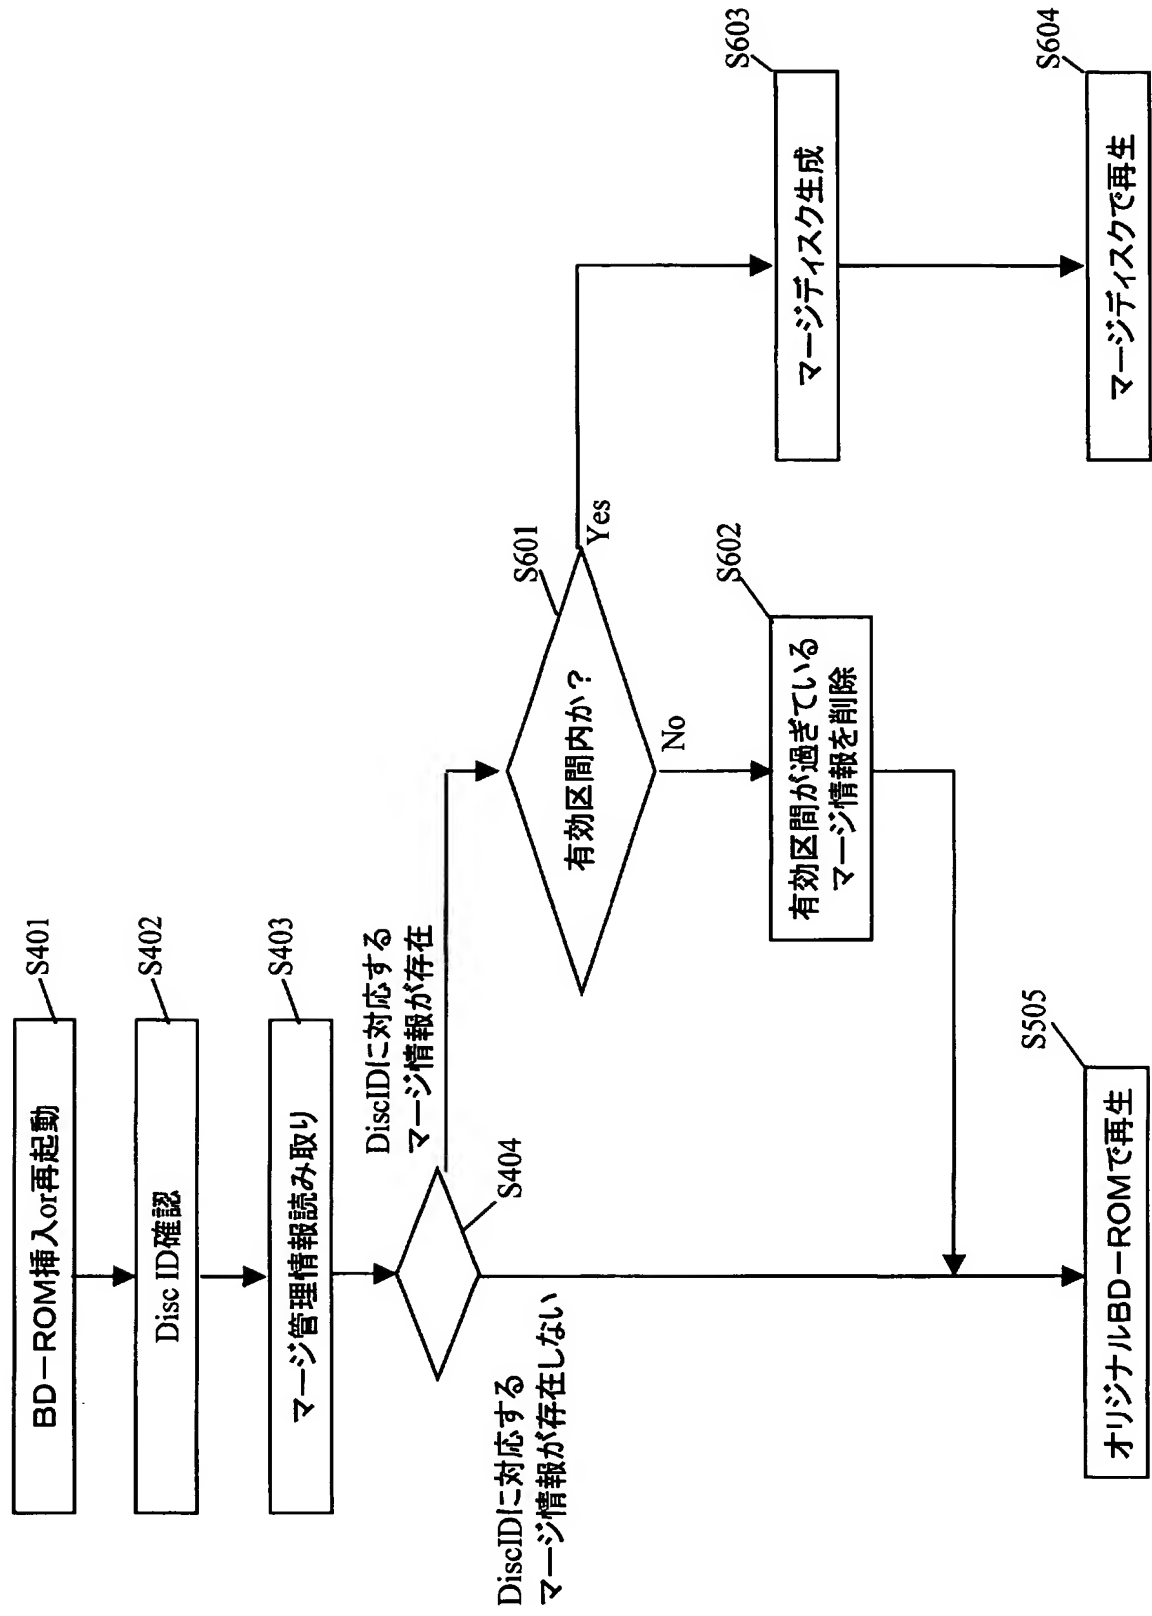 BDーROM挿入or再起動
S401
Disc ID確認
S402
マージ管理情報読み取り
S403
DiscIDに対応する
マージ情報が存在
S404
DiscIDに対応する
マージ情報が存在しない
有効区間内か?
S601
Yes
No
有効区間が過ぎている
マージ情報を削除
S602
マージディスク生成
S603
マージディスクで再生
S604
オリジナルBDーROMで再生
S505